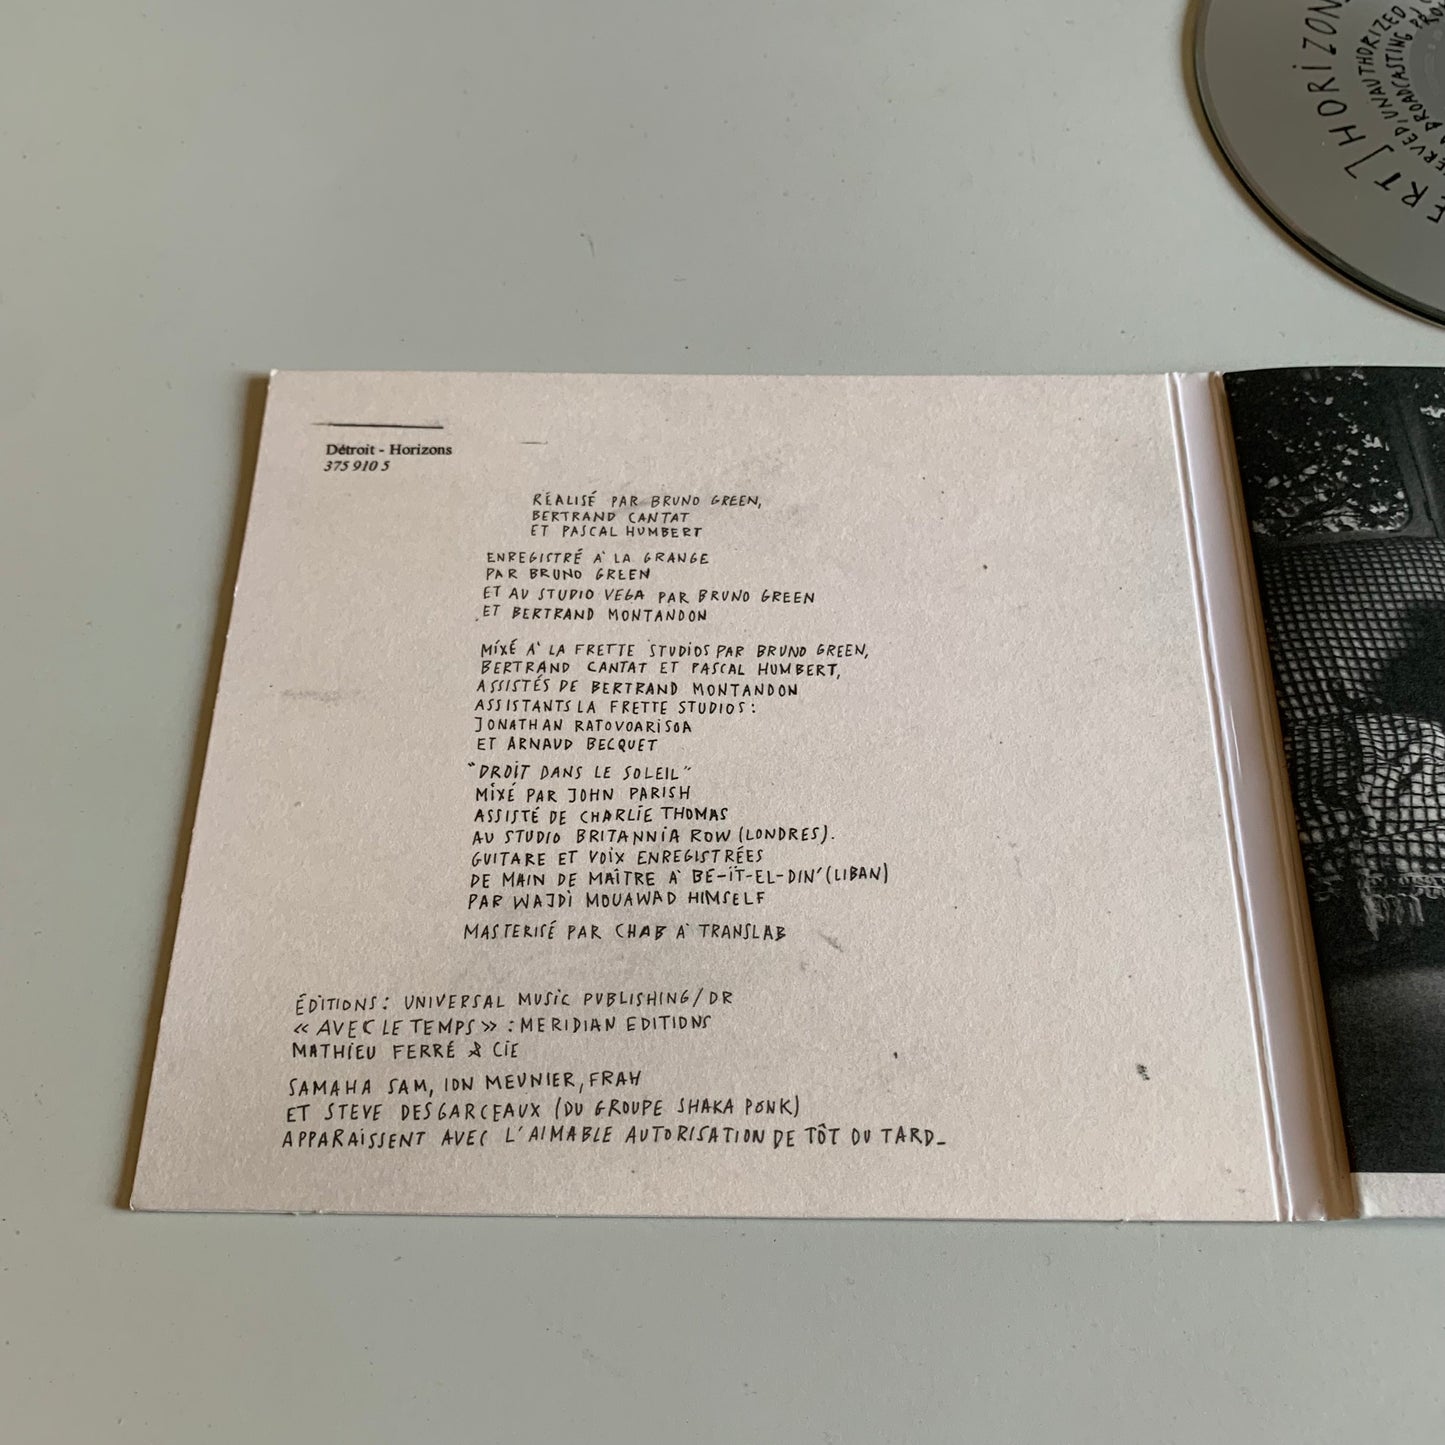 HORIZONS
ERT]
UNAUTHORIZED
BROADCASTING
Détroit - Horizons
375 910 5
RÉALISÉ PAR BRUNO GREEN,
BERTRAND CANTAT
ET PASCAL HUMBERT
ENREGISTRÉ À LA GRANGE
PAR BRUNO GREEN
ET AU STUDIO VEGA PAR BRUNO GREEN
ET BERTRAND MONTANDON
MIXÉ À LA FRETTE STUDIOS PAR BRUNO GREEN,
BERTRAND CANTAT ET PASCAL HUMBERT,
ASSISTÉS DE BERTRAND MONTANDON
ASSISTANTS LA FRETTE STUDIOS :
JONATHAN RATOVOARISOA
ET ARNAUD BECQUET
"DROIT DANS LE SOLEIL"
MIXÉ PAR JOHN PARISH
ASSISTÉ DE CHARLIE THOMAS
AU STUDIO BRITANNIA ROW (LONDRES).
GUITARE ET VOIX ENREGISTRÉES
DE MAIN DE MAÎTRE À BE-ÏT-EL-DIN' (LIBAN)
PAR WAJDI MOUAWAD HIMSELF
MASTERISÉ PAR CHAB À TRANSLAB
ÉDITIONS : UNIVERSAL MUSIC PUBLISHING/DR
« AVEC LE TEMPS » : MERIDIAN EDITIONS
MATHIEU FERRÉ & CIE
SAMAHA SAM, ION MEUNIER, FRAH
ET STEVE DESGARCEAUX (DU GROUPE SHAKA PONK)
APPARAISSENT AVEC L'AIMABLE AUTORISATION DE TÔT OU TARD_